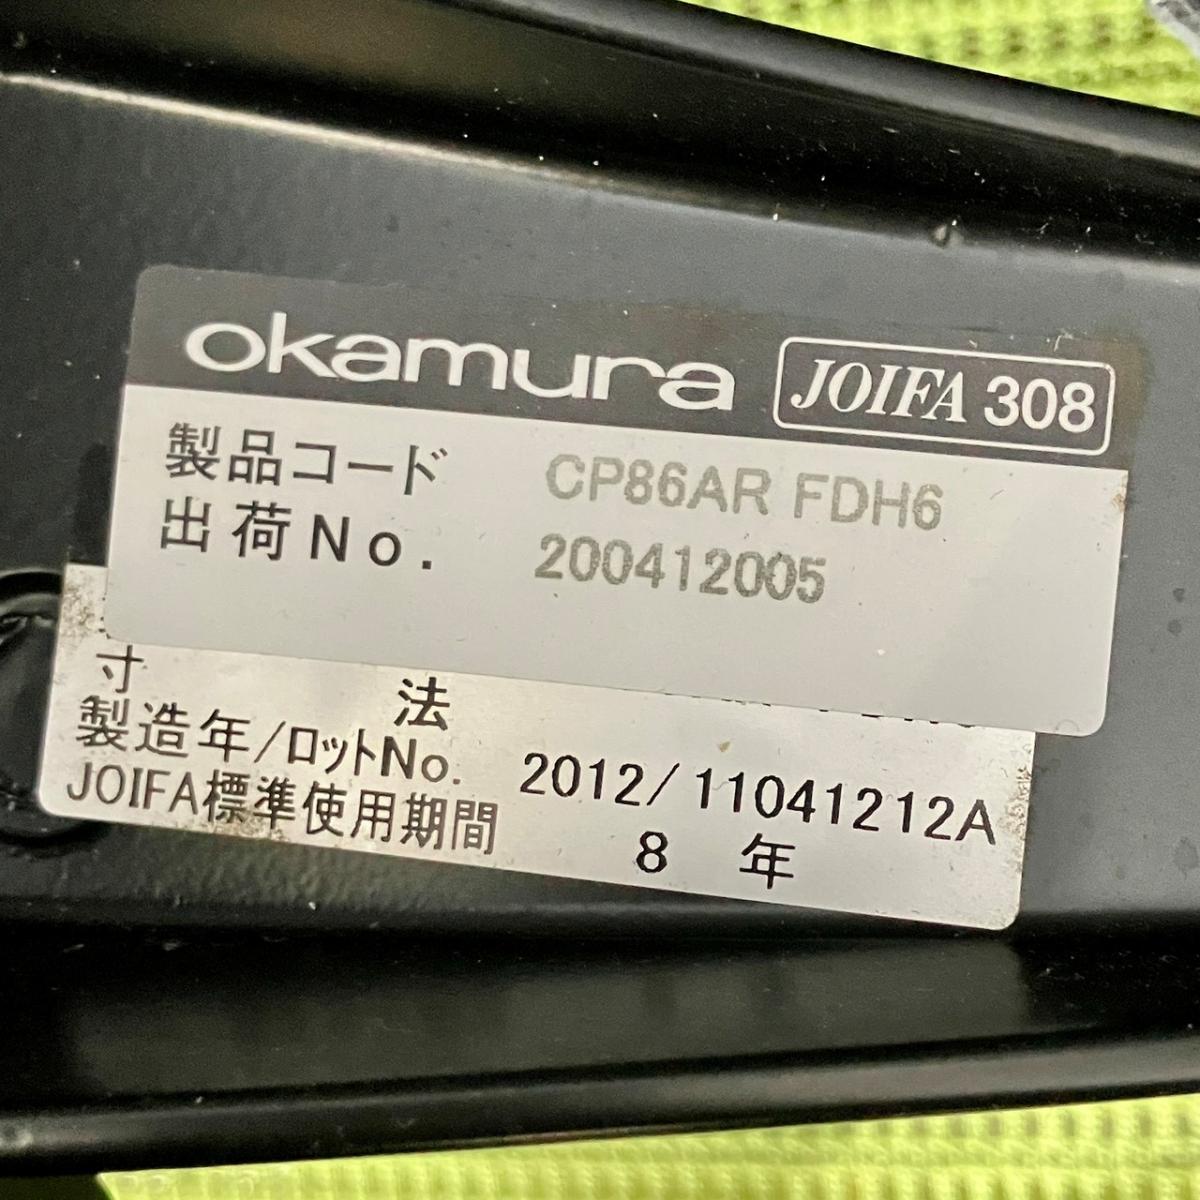 okamura JOIFA 308
製品コード CP86AR FDH6
出荷No. 200412005
寸 法
製造年/ロットNo. 2012/11041212A
JOIFA標準使用期間 8 年